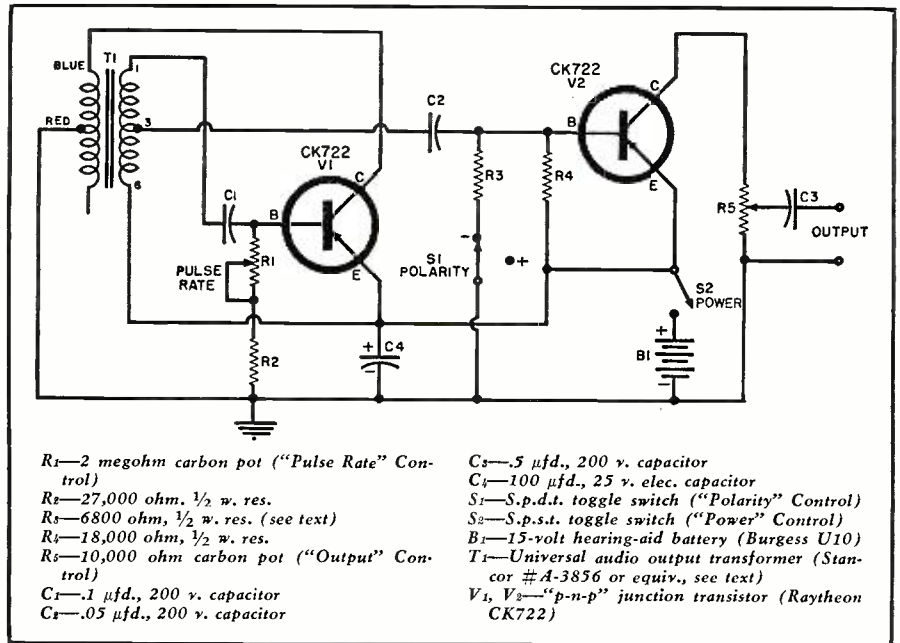 BLUE
T1
1
RED
3
6
C1
B
CK722
V1
C
E
R1
PULSE
RATE
R2
+
C4
-
C2
R3
R4
-
S1
POLARITY
+
CK722
V2
B
C
E
R5
C3
OUTPUT
S2
POWER
+
B1
-
R1—2 megohm carbon pot ("Pulse Rate" Con-
trol)
R2—27,000 ohm. ½ w. res.
R3—6800 ohm, ½ w. res. (see text)
R4—18,000 ohm, ½ w. res.
R5—10,000 ohm carbon pot ("Output" Con-
trol)
C1—.1 µfd., 200 v. capacitor
C2—.05 µfd., 200 v. capacitor
C3—.5 µfd., 200 v. capacitor
C4—100 µfd., 25 v. elec. capacitor
S1—S.p.d.t. toggle switch ("Polarity" Control)
S2—S.p.s.t. toggle switch ("Power" Control)
B1—15-volt hearing-aid battery (Burgess U10)
T1—Universal audio output transformer (Stan-
cor #A-3856 or equiv., see text)
V1, V2—"p-n-p" junction transistor (Raytheon
CK722)